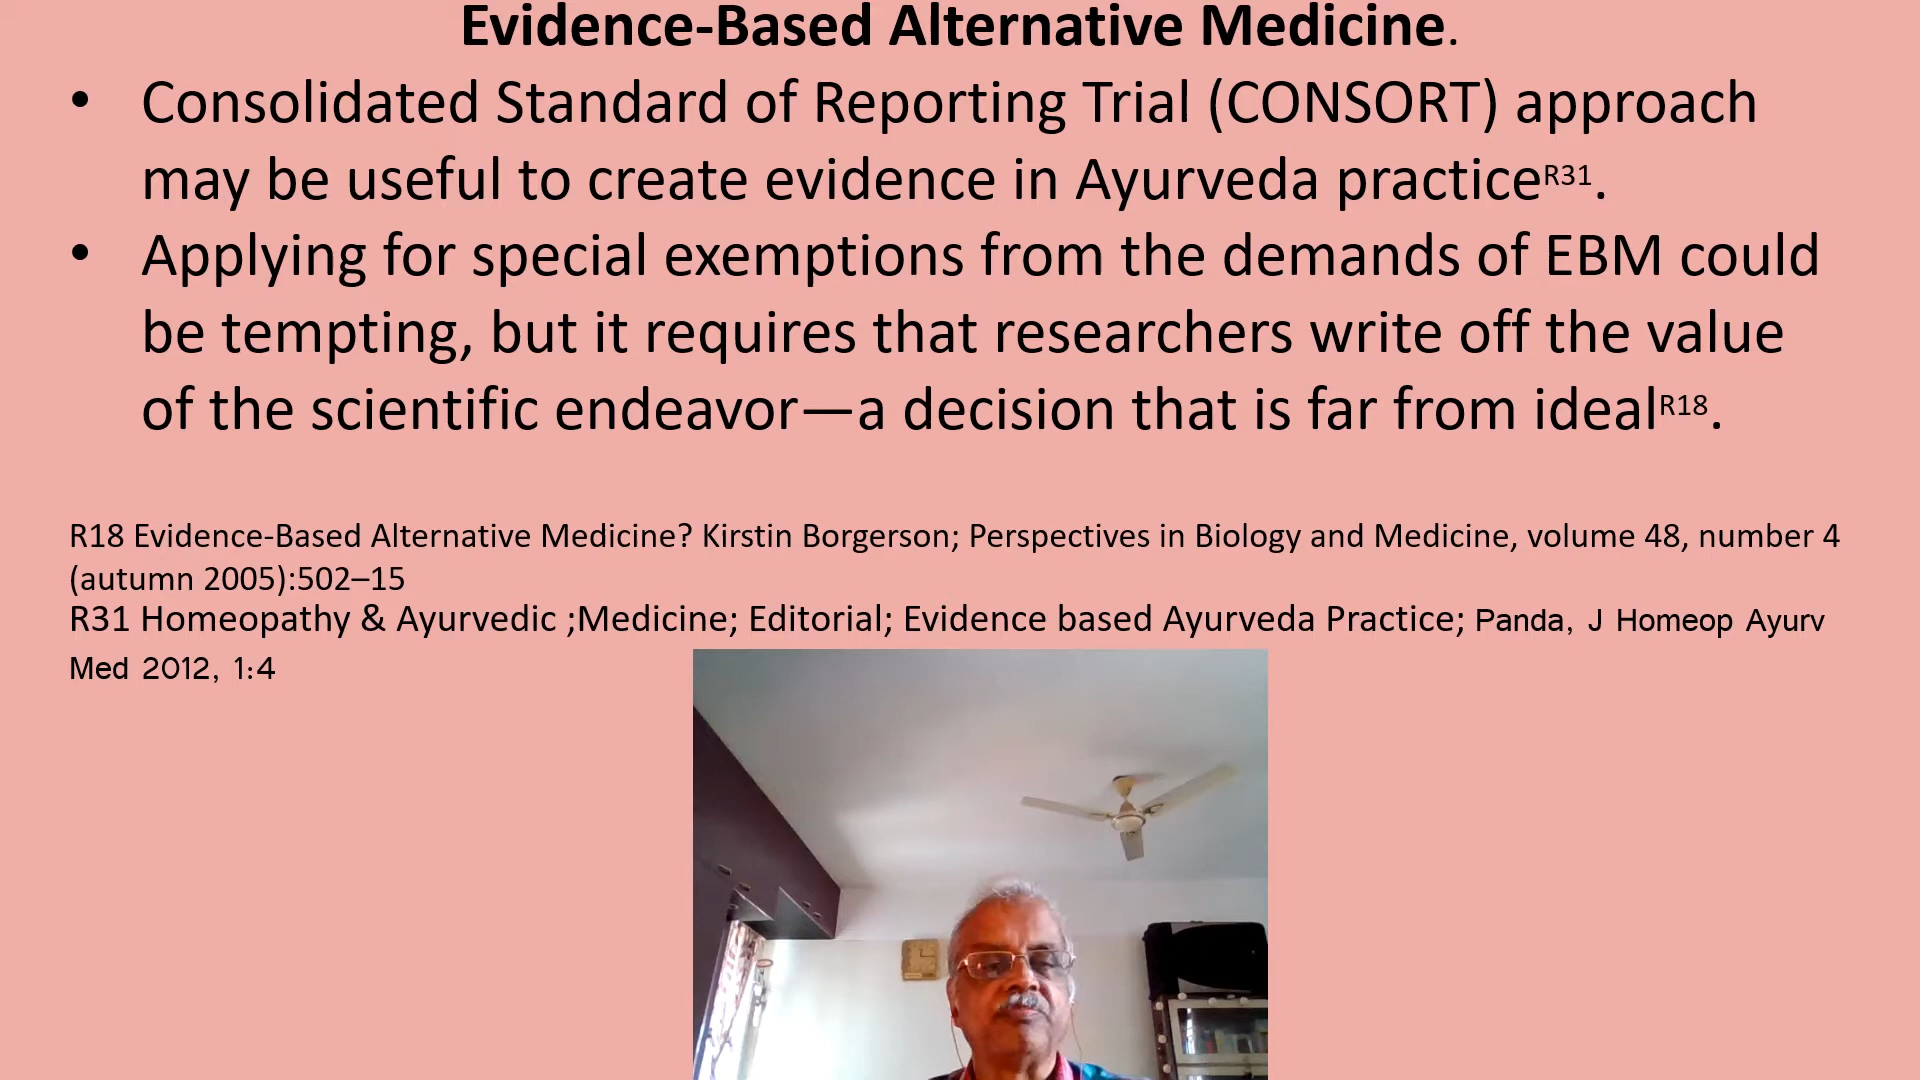 Evidence-Based Alternative Medicine.
• Consolidated Standard of Reporting Trial (CONSORT) approach
may be useful to create evidence in Ayurveda practiceR31.
• Applying for special exemptions from the demands of EBM could
be tempting, but it requires that researchers write off the value
of the scientific endeavor—a decision that is far from idealR18.
R18 Evidence-Based Alternative Medicine? Kirstin Borgerson; Perspectives in Biology and Medicine, volume 48, number 4
(autumn 2005):502–15
R31 Homeopathy & Ayurvedic ;Medicine; Editorial; Evidence based Ayurveda Practice; Panda, J Homeop Ayurv
Med 2012, 1:4